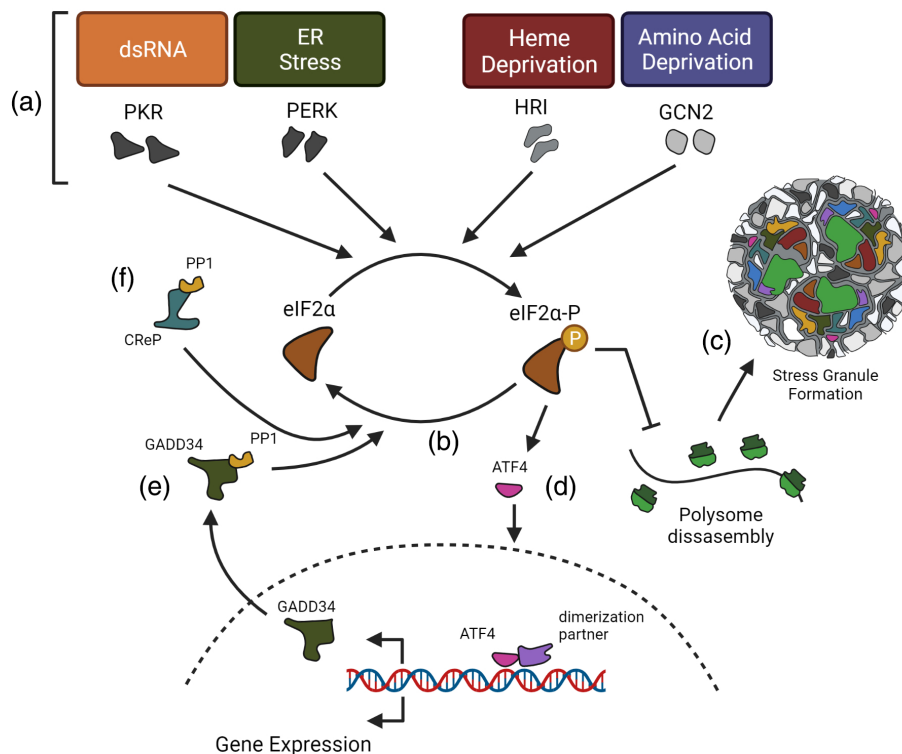 dsRNA
ER
Stress
Heme
Deprivation
Amino Acid
Deprivation
(a)
PKR
PERK
HRI
GCN2
(f)
PP1
CReP
eIF2α
eIF2α-P
P
(c)
Stress Granule
Formation
(b)
GADD34
PP1
(e)
ATF4
(d)
Polysome
dissasembly
GADD34
ATF4
dimerization
partner
Gene Expression